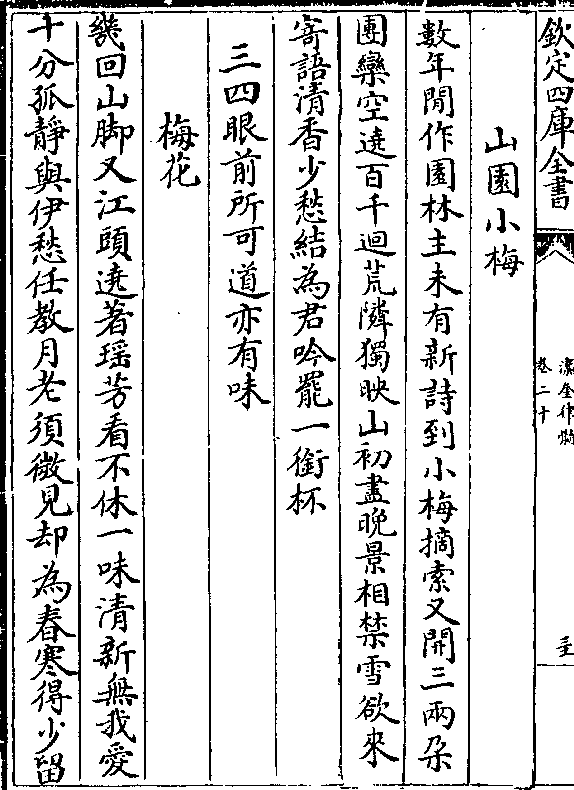 欽定四庫全書
瀛奎律髓
卷二十
山園小梅
數年閒作園林主未有新詩到小梅摘索又開三兩朶
團欒空遶百千迴荒隣獨映山初盡晚景相禁雪欲來
寄語清香少愁結為君吟罷一銜杯
三四眼前所可道亦有味
梅花
幾回山脚又江頭遶著瑶芳看不休一味清新無我愛
十分孤靜與伊愁任教月老須微見却為春寒得少留